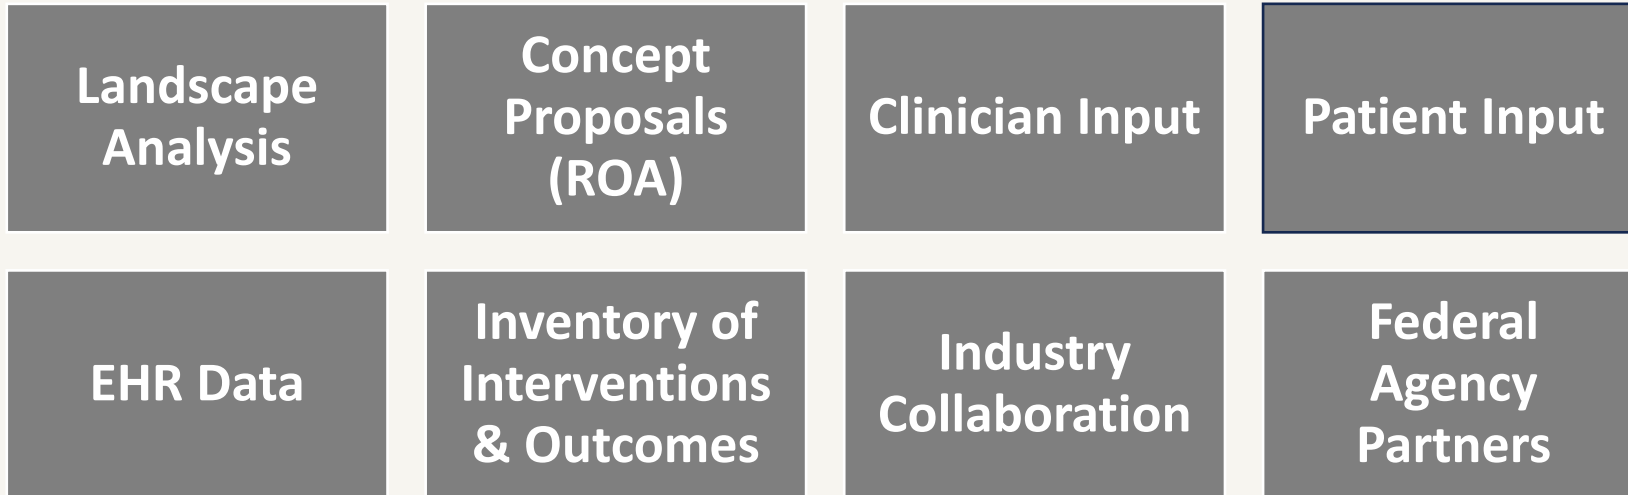 Landscape
Analysis
Concept
Proposals
(ROA)
Clinician Input
Patient Input
EHR Data
Inventory of
Interventions
& Outcomes
Industry
Collaboration
Federal
Agency
Partners